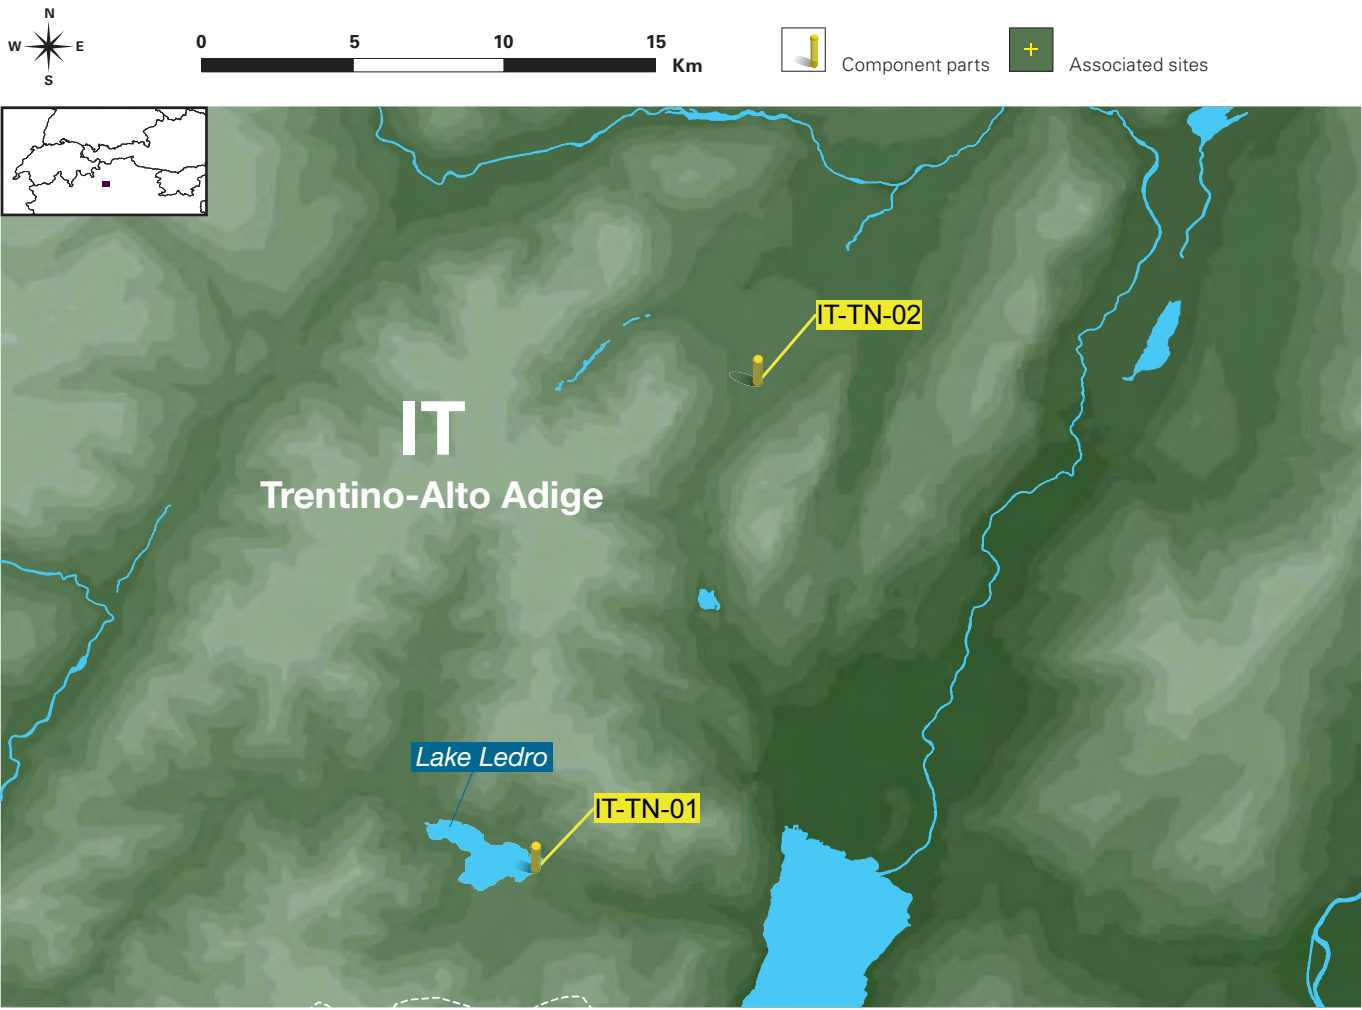 N
W E
S
0 5 10 15
Km
Component parts
Associated sites
IT-TN-02
IT
Trentino-Alto Adige
Lake Ledro
IT-TN-01